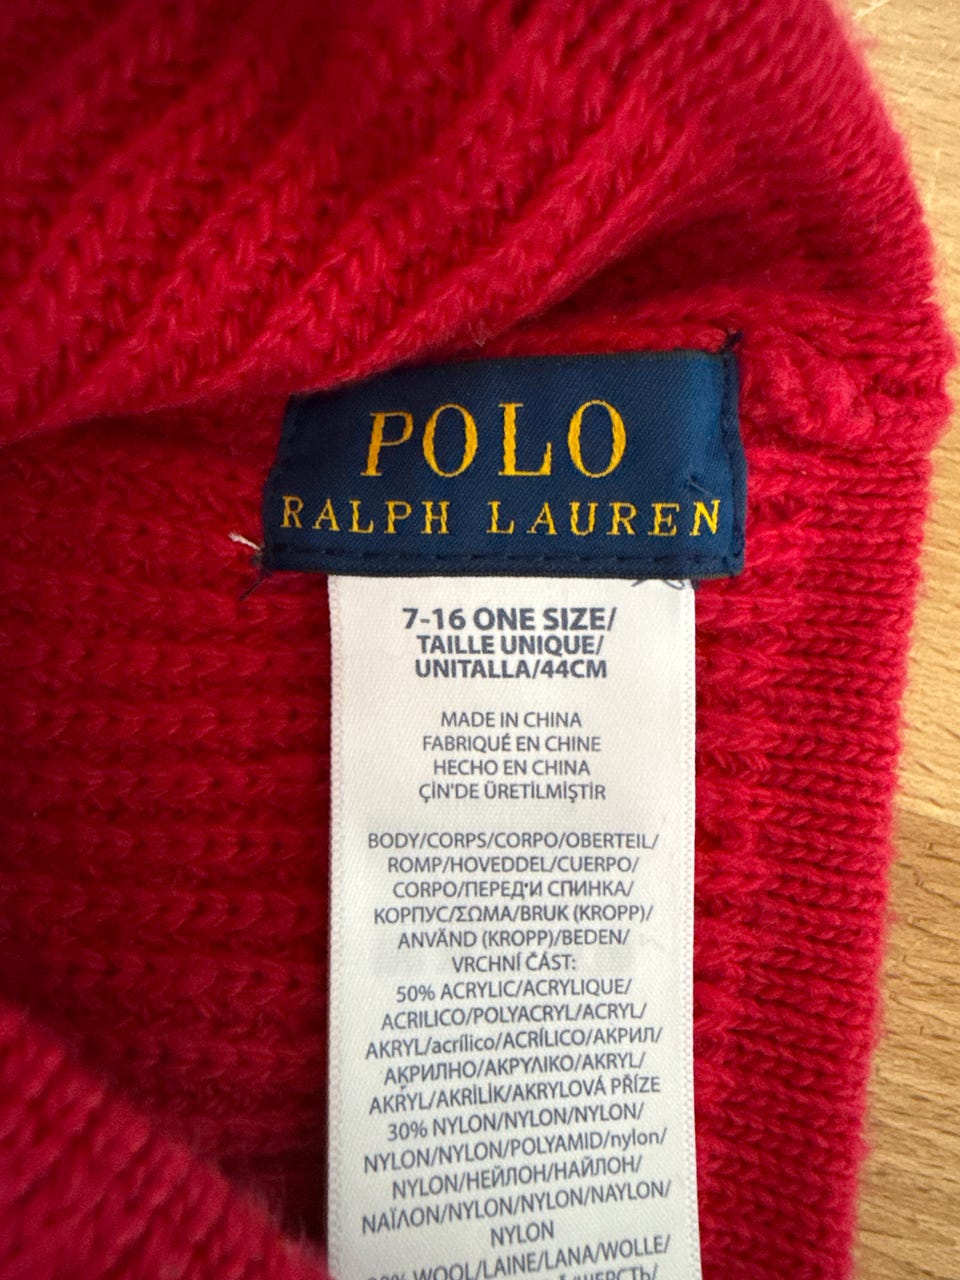 POLO
RALPH LAUREN
7-16 ONE SIZE/
TAILLE UNIQUE/
UNITALLA/44CM
MADE IN CHINA
FABRIQUÉ EN CHINE
HECHO EN CHINA
ÇİN'DE ÜRETİLMİŞTİR
BODY/CORPS/CORPO/OBERTEIL/
ROMP/HOVEDDEL/CUERPO/
CORPO/ПЕРЕД'И СПИНКА/
КОРПУС/ΣΩΜΑ/BRUK (KROPP)/
ANVÄND (KROPP)/BEDEN/
VRCHNÍ ČÁST:
50% ACRYLIC/ACRYLIQUE/
ACRILICO/POLYACRYL/ACRYL/
AKRYL/acrílico/ACRÍLICO/АКРИЛ/
АКРИЛНО/ΑΚΡΥΛΙΚΟ/AKRYL/
AKRYL/AKRİLİK/AKRYLOVÁ PŘÍZE
30% NYLON/NYLON/NYLON/
NYLON/NYLON/POLYAMID/nylon/
NYLON/НЕЙЛОН/НАЙЛОН/
ΝΑΪΛΟΝ/NYLON/NYLON/NAYLON/
NYLON
WOOL/LAINE/LANA/WOLLE/